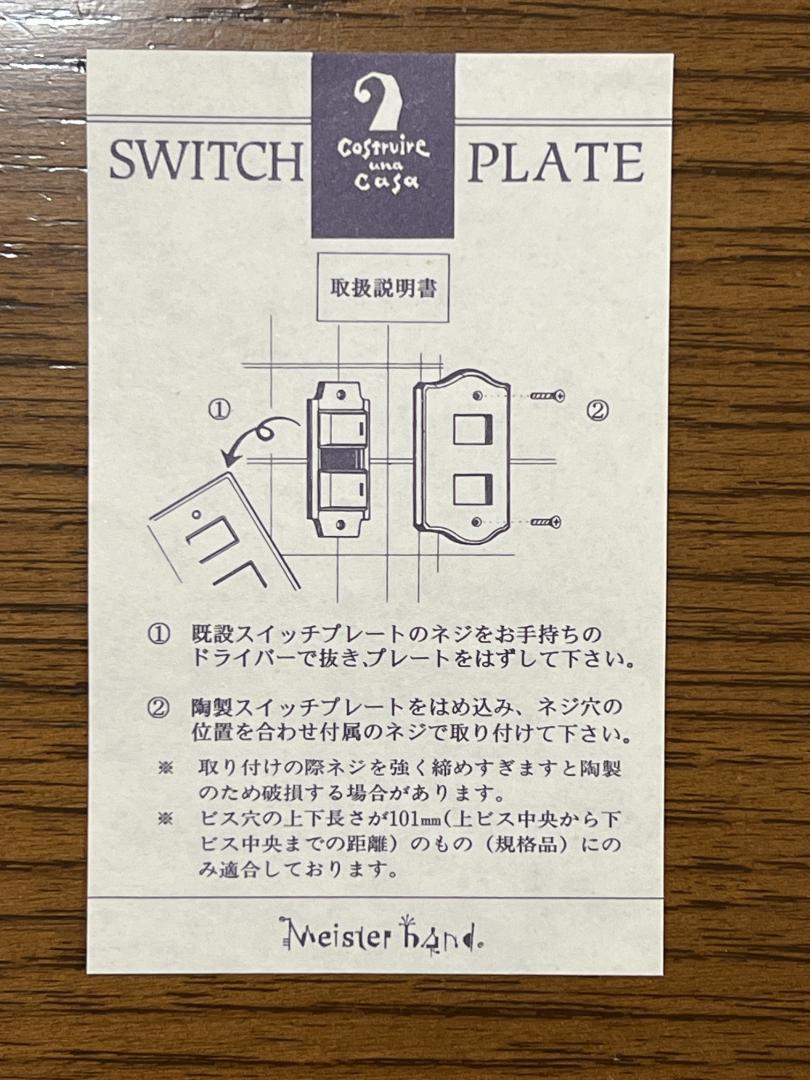 SWITCH PLATE
Costruire
una
Casa
取扱説明書
①
②
① 既設スイッチプレートのネジをお手持ちの
ドライバーで抜き、プレートをはずして下さい。
② 陶製スイッチプレートをはめ込み、ネジ穴の
位置を合わせ付属のネジで取り付けて下さい。
※ 取り付けの際ネジを強く締めすぎますと陶製
のため破損する場合があります。
※ ビス穴の上下長さが101㎜(上ビス中央から下
ビス中央までの距離）のもの（規格品）にの
み適合しております。
Meister hand.